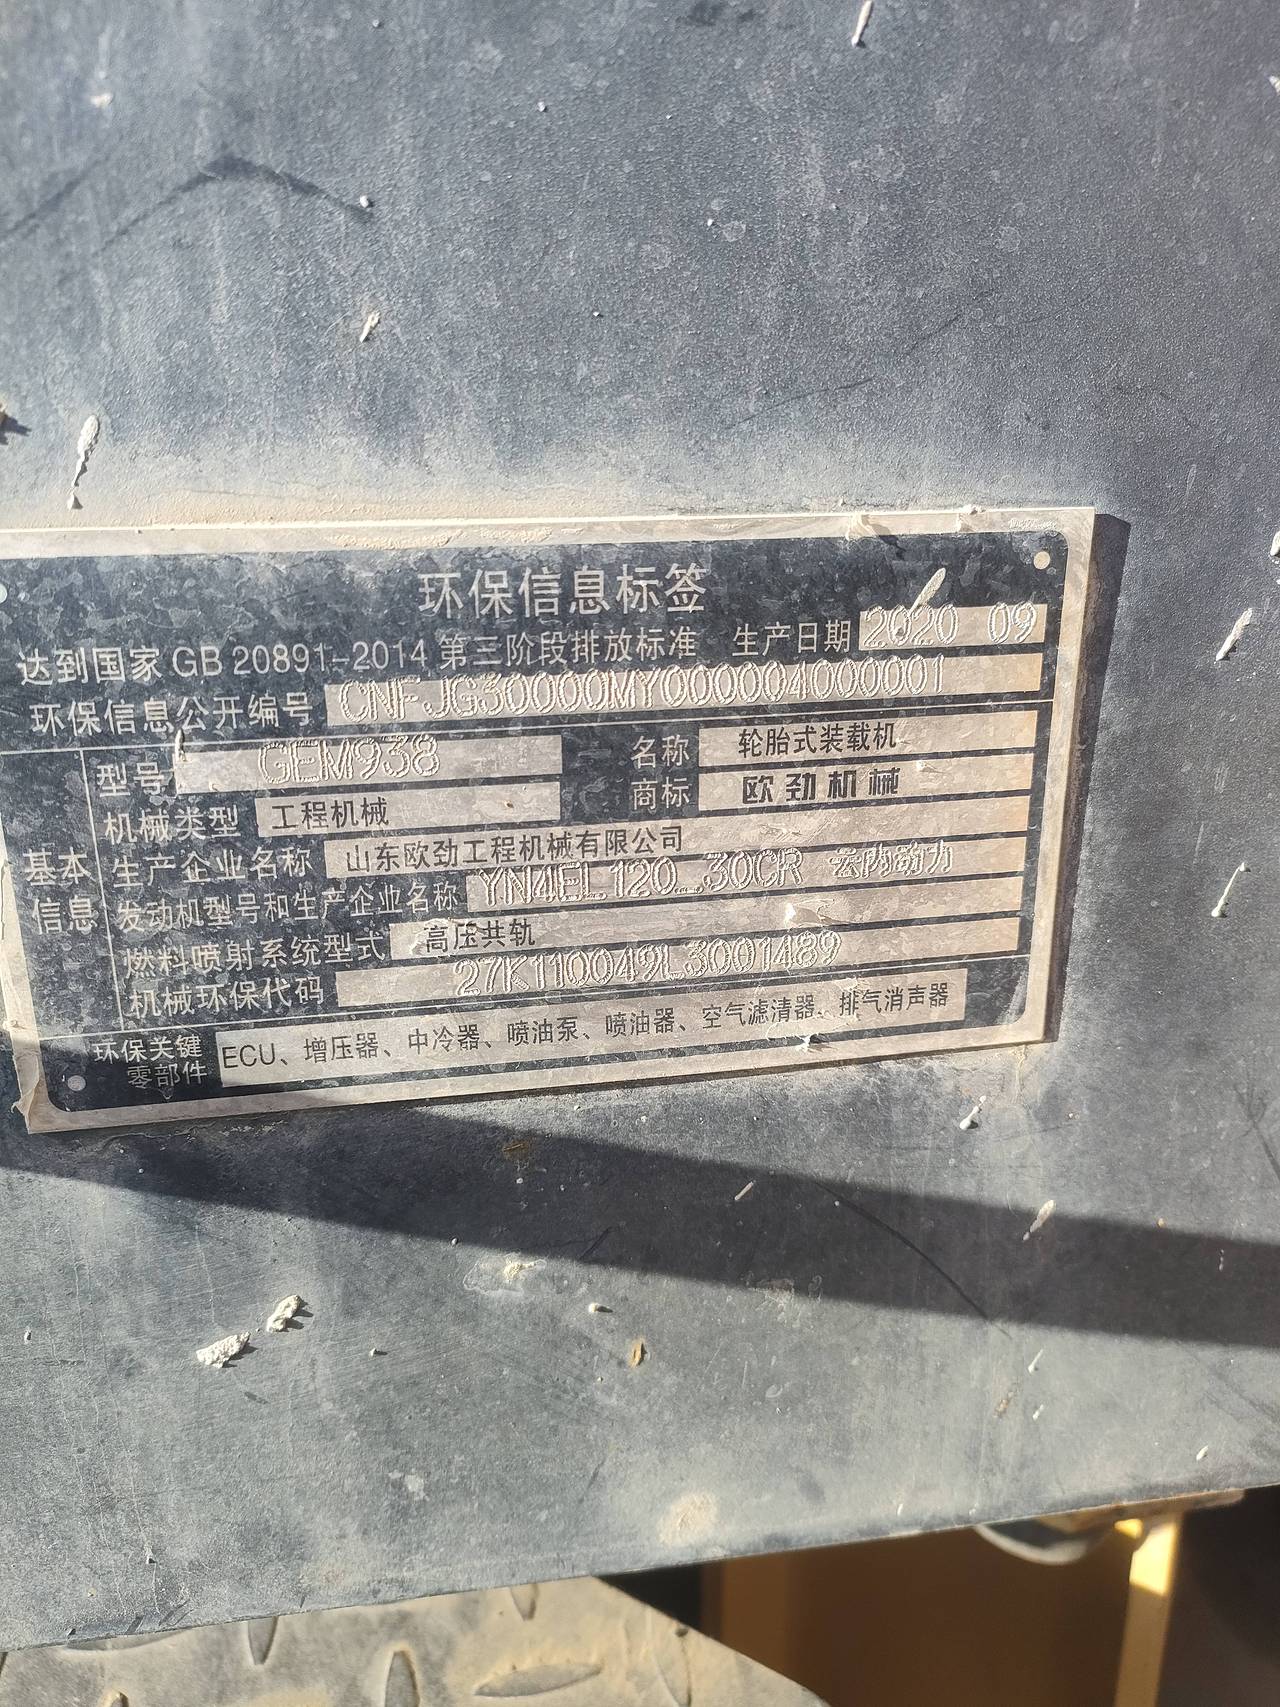 环保信息标签
达到国家 GB 20891-2014 第三阶段排放标准 生产日期 2020 09
环保信息公开编号 CNFJG30000MY000004000001
型号 GEM938 名称 轮胎式装载机
机械类型 工程机械 商标 欧劲机械
基本信息
生产企业名称 山东欧劲工程机械有限公司
发动机型号和生产企业名称 YN4EL120_30CR 云内动力
燃料喷射系统型式 高压共轨
机械环保代码 27K110049L3001489
环保关键零部件 ECU、增压器、中冷器、喷油泵、喷油器、空气滤清器、排气消声器